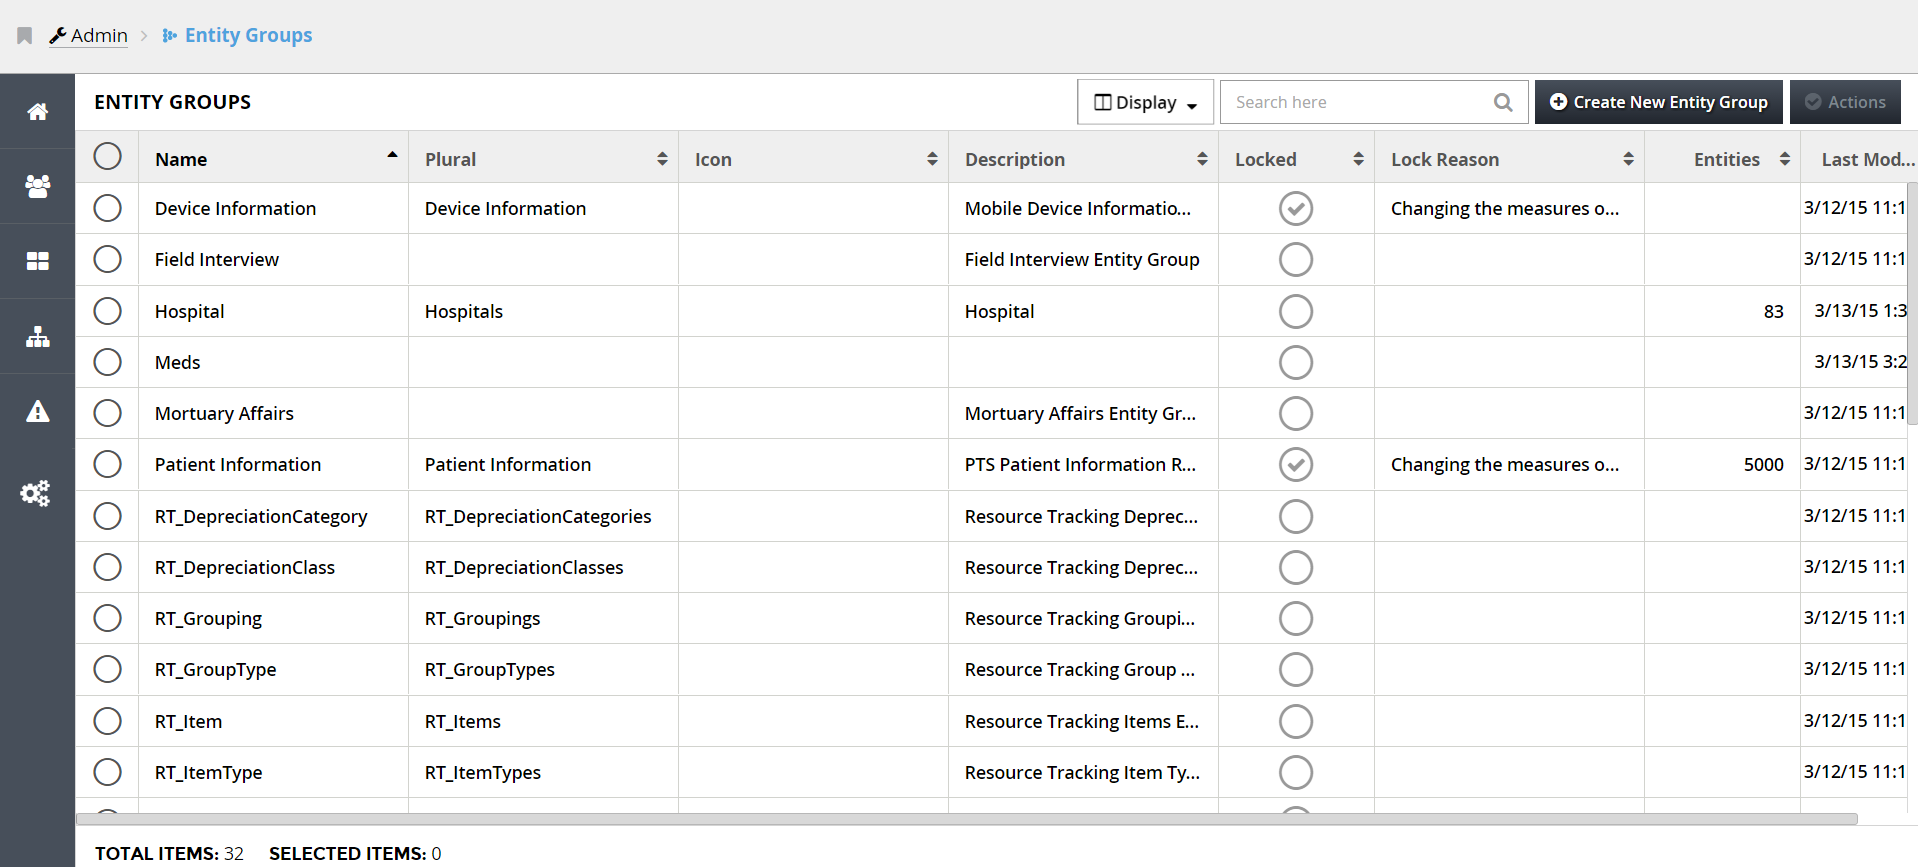 Admin > Entity Groups
ENTITY GROUPS Display Search here Create New Entity Group Actions
Name Plural Icon Description Locked Lock Reason Entities Last Mod...
Device Information Device Information Mobile Device Informatio... Changing the measures o... 3/12/15 11:1
Field Interview Field Interview Entity Group 3/12/15 11:1
Hospital Hospitals Hospital 83 3/13/15 1:3
Meds 3/13/15 3:2
Mortuary Affairs Mortuary Affairs Entity Gr... 3/12/15 11:1
Patient Information Patient Information PTS Patient Information R... Changing the measures o... 5000 3/12/15 11:1
RT_DepreciationCategory RT_DepreciationCategories Resource Tracking Deprec... 3/12/15 11:1
RT_DepreciationClass RT_DepreciationClasses Resource Tracking Deprec... 3/12/15 11:1
RT_Grouping RT_Groupings Resource Tracking Groupi... 3/12/15 11:1
RT_GroupType RT_GroupTypes Resource Tracking Group ... 3/12/15 11:1
RT_Item RT_Items Resource Tracking Items E... 3/12/15 11:1
RT_ItemType RT_ItemTypes Resource Tracking Item Ty... 3/12/15 11:1
TOTAL ITEMS: 32 SELECTED ITEMS: 0